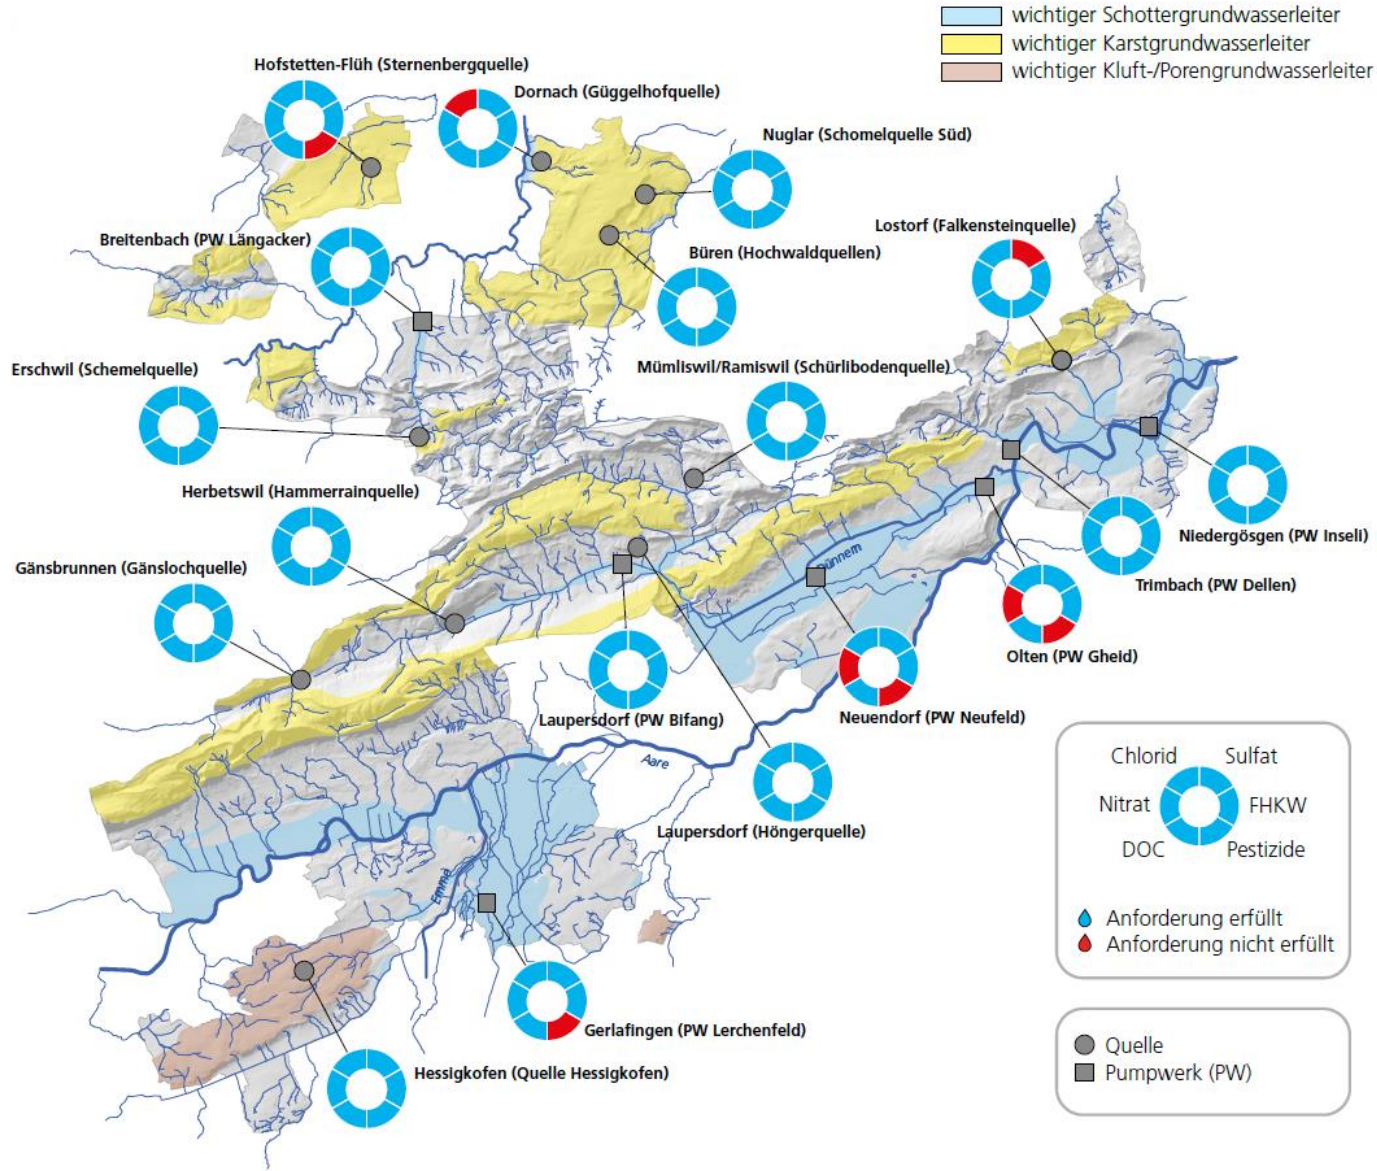 wichtiger Schottergrundwasserleiter
wichtiger Karstgrundwasserleiter
wichtiger Kluft-/Porengrundwasserleiter
Hofstetten-Flüh (Sternenbergquelle)
Dornach (Güggelhofquelle)
Nuglar (Schomelquelle Süd)
Lostorf (Falkensteinquelle)
Breitenbach (PW Längacker)
Büren (Hochwaldquellen)
Erschwil (Schemelquelle)
Mümliswil/Ramiswil (Schürlibodenquelle)
Herbetswil (Hammerrainquelle)
Niedergösgen (PW Inseli)
Dünnern
Gänsbrunnen (Gänslochquelle)
Trimbach (PW Dellen)
Olten (PW Gheid)
Laupersdorf (PW Bifang)
Neuendorf (PW Neufeld)
Aare
Laupersdorf (Höngerquelle)
Emme
Gerlafingen (PW Lerchenfeld)
Hessigkofen (Quelle Hessigkofen)
Chlorid Sulfat
Nitrat FHKW
DOC Pestizide
Anforderung erfüllt
Anforderung nicht erfüllt
Quelle
Pumpwerk (PW)